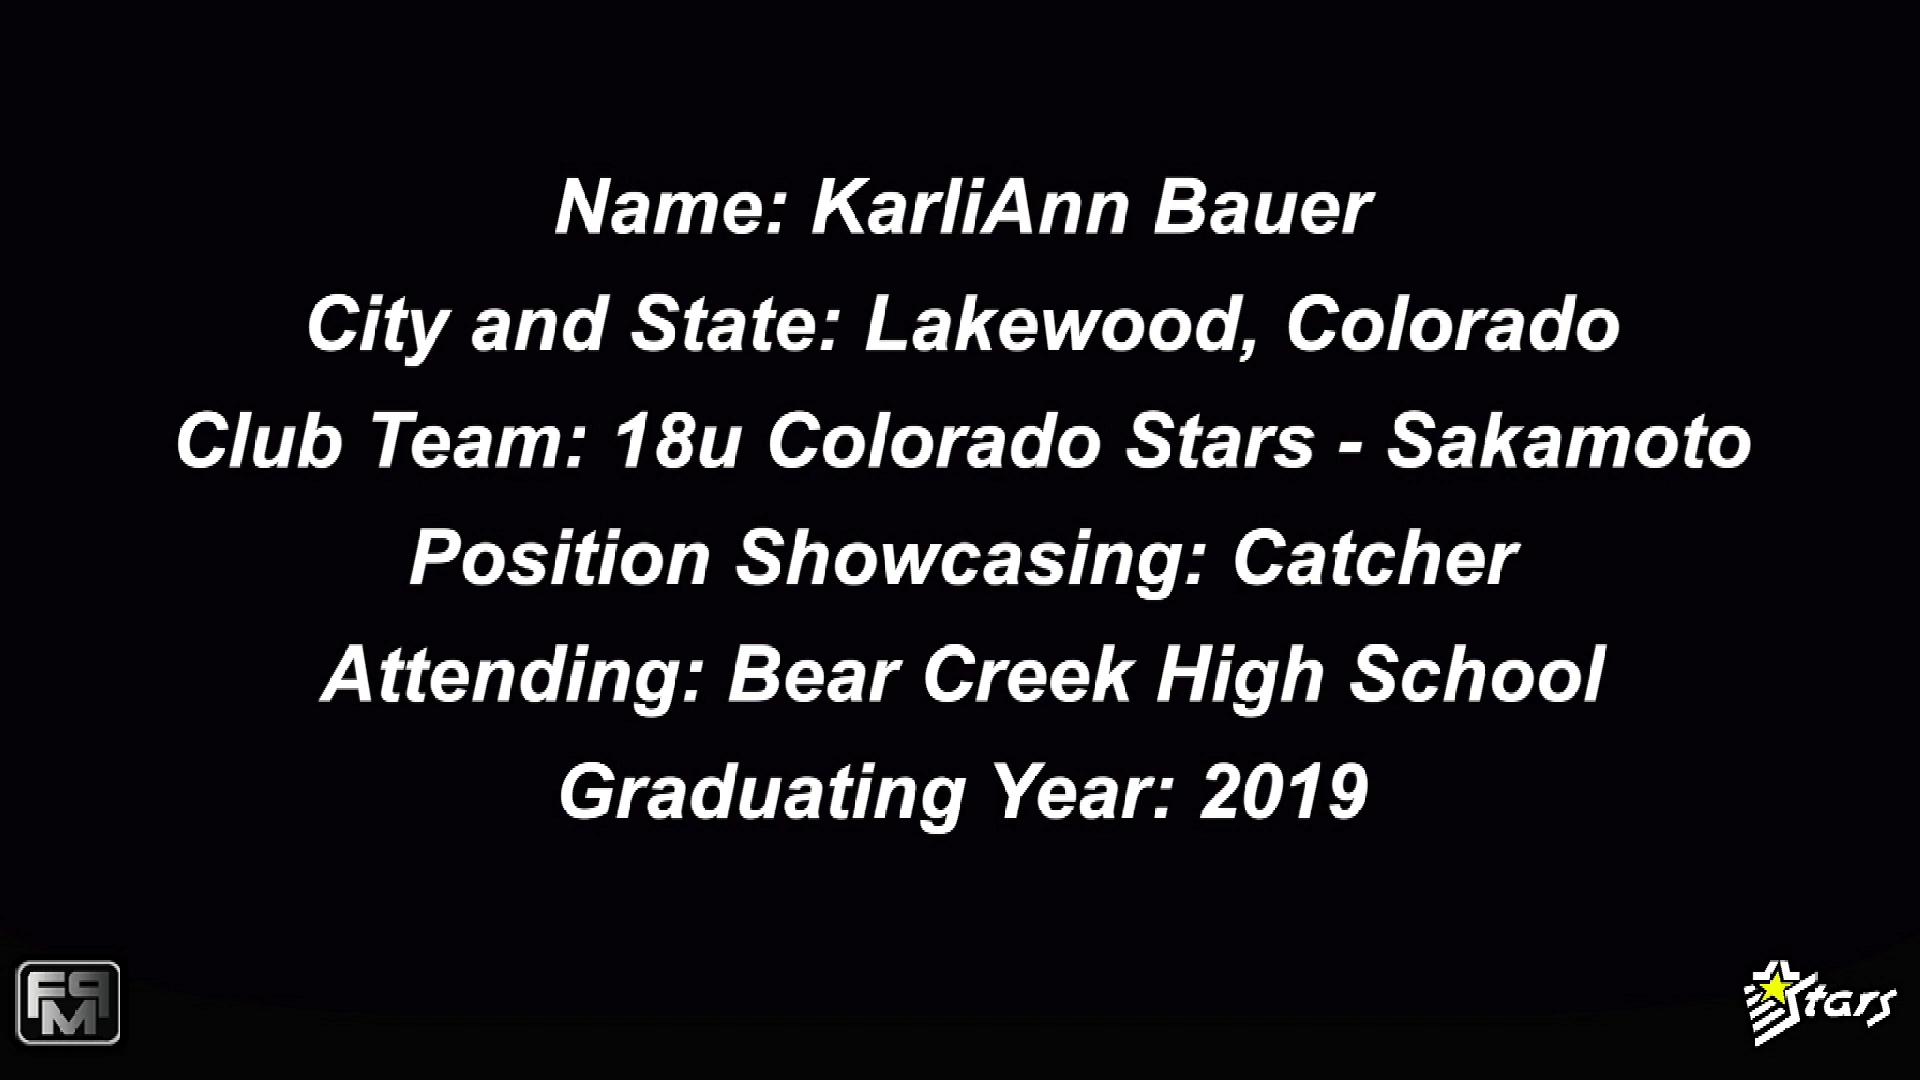 Name: KarliAnn Bauer
City and State: Lakewood, Colorado
Club Team: 18u Colorado Stars - Sakamoto
Position Showcasing: Catcher
Attending: Bear Creek High School
Graduating Year: 2019
FPM
Stars